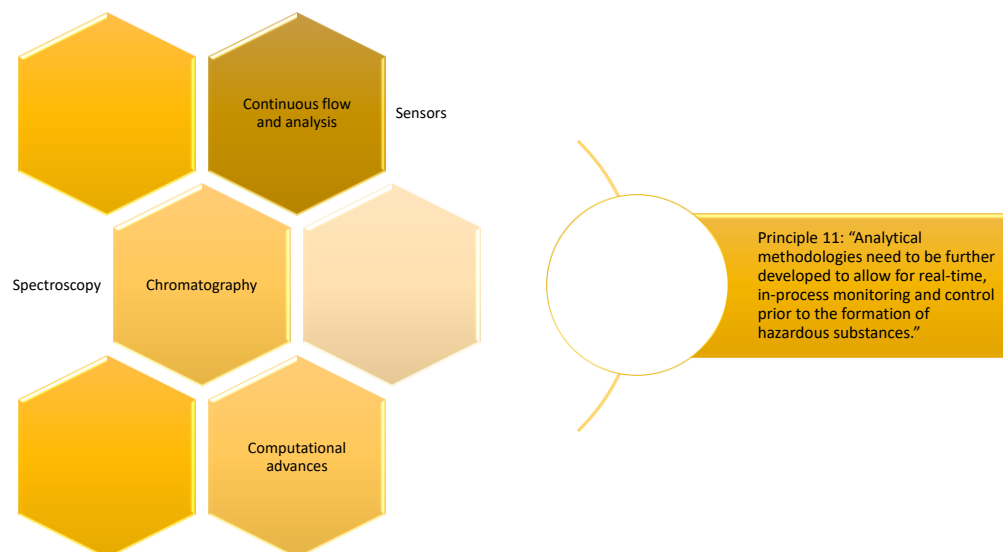 Continuous flow
and analysis
Sensors
Spectroscopy
Chromatography
Computational
advances
Principle 11: “Analytical
methodologies need to be further
developed to allow for real-time,
in-process monitoring and control
prior to the formation of
hazardous substances.”